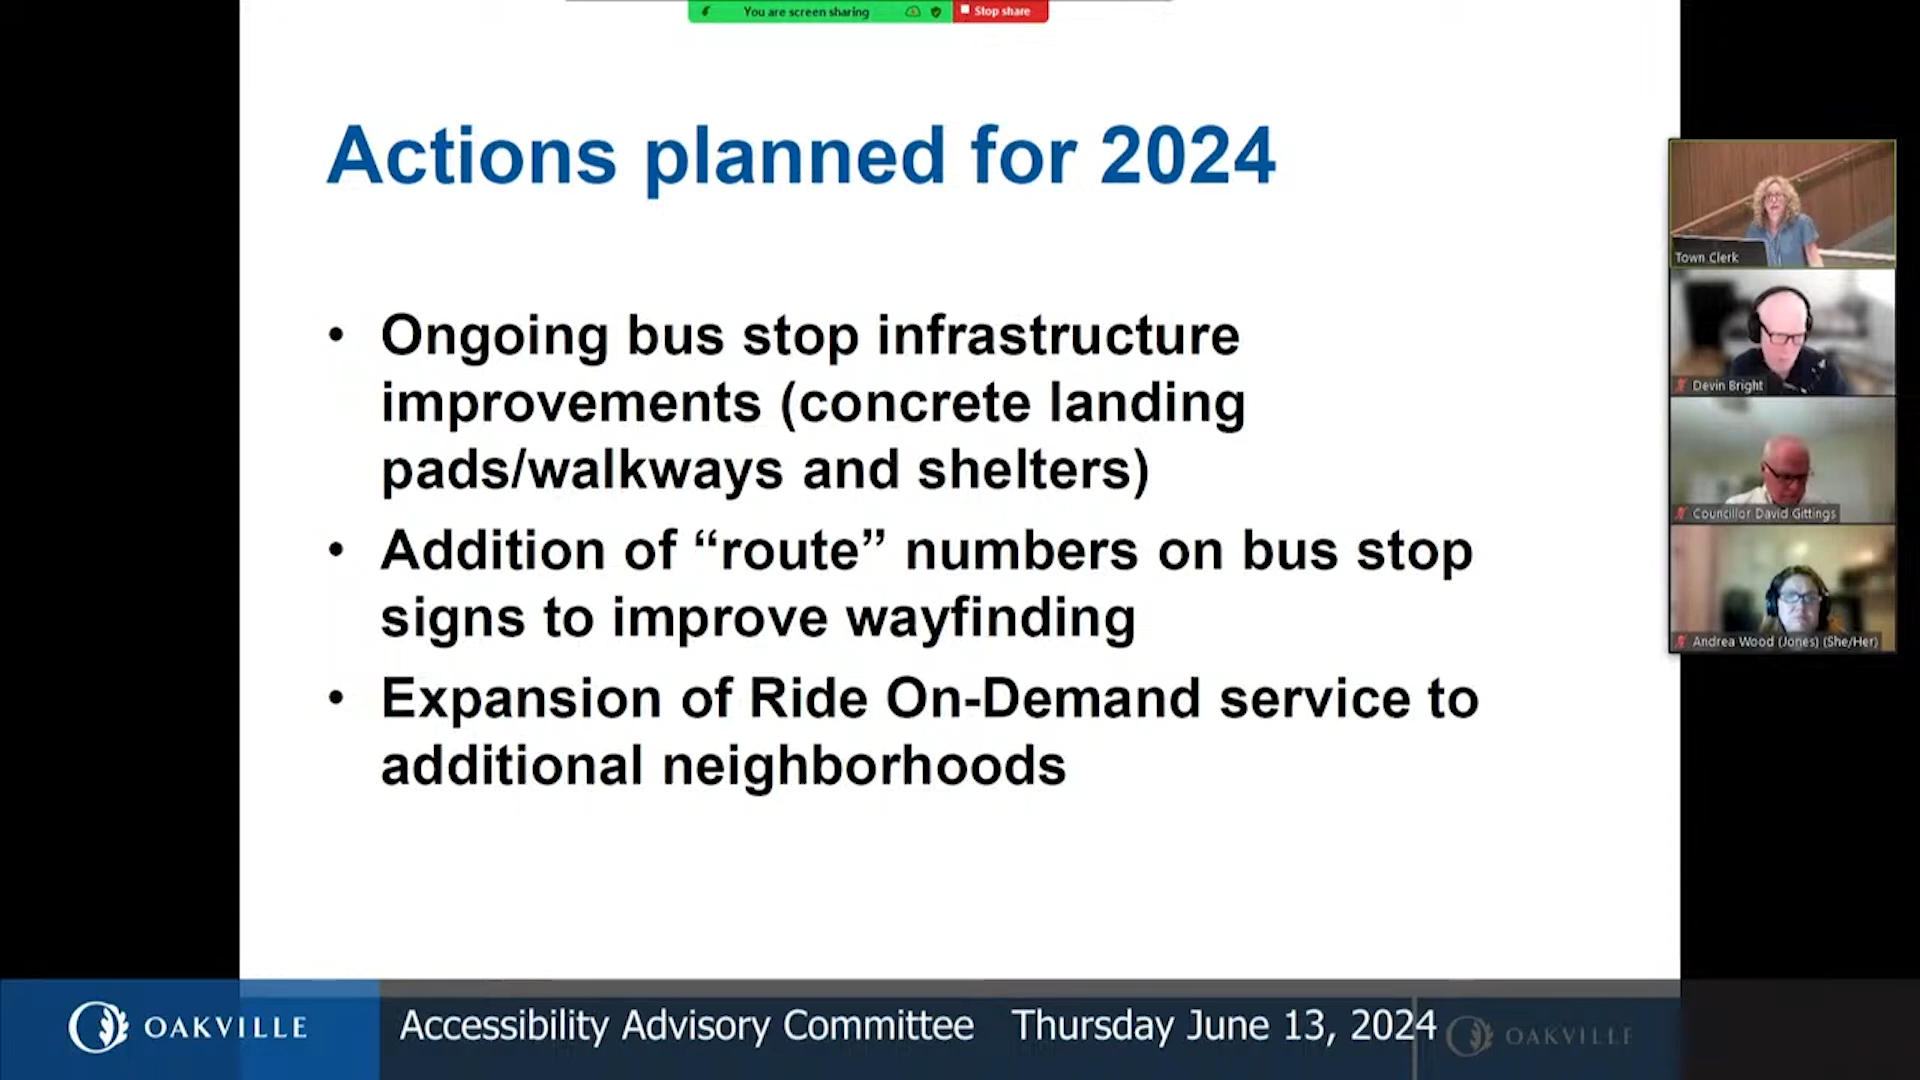 You are screen sharing
Stop share
Actions planned for 2024
• Ongoing bus stop infrastructure
improvements (concrete landing
pads/walkways and shelters)
• Addition of “route” numbers on bus stop
signs to improve wayfinding
• Expansion of Ride On-Demand service to
additional neighborhoods
Town Clerk
Devin Bright
Councillor David Gittings
Andrea Wood (Jones) (She/Her)
OAKVILLE
Accessibility Advisory Committee Thursday June 13, 2024
OAKVILLE